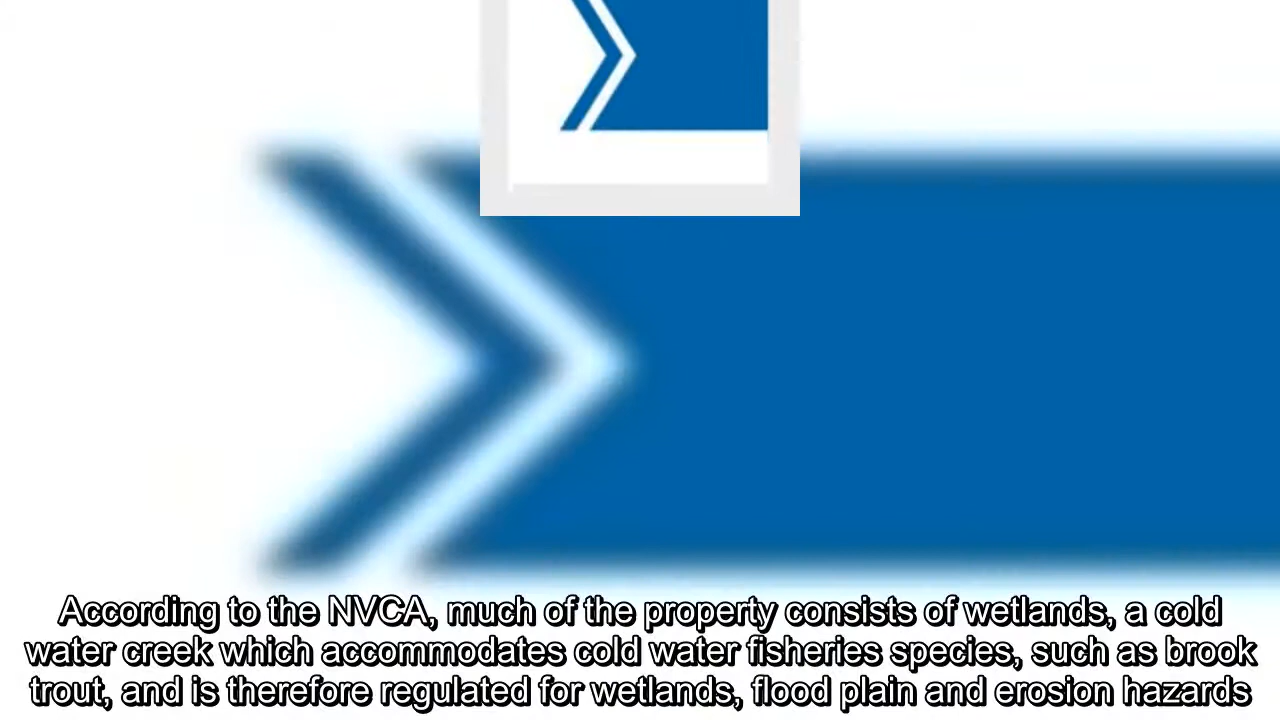 According to the NVCA, much of the property consists of wetlands, a cold
water creek which accommodates cold water fisheries species, such as brook
trout, and is therefore regulated for wetlands, flood plain and erosion hazards